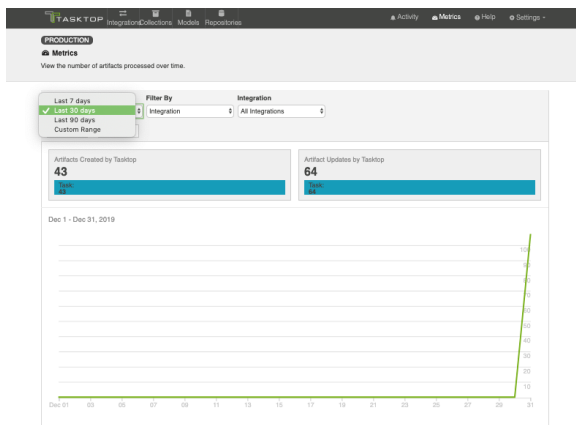 TASKTOP
Integrations Collections Models Repositories
Activity Metrics Help Settings
PRODUCTION
Metrics
View the number of artifacts processed over time.
Last 7 days
Last 30 days
Last 90 days
Custom Range
Filter By
Integration
Integration
All Integrations
Artifacts Created by Tasktop
43
Task:
43
Artifact Updates by Tasktop
64
Task:
64
Dec 1 - Dec 31, 2019
100
90
80
70
60
50
40
30
20
10
Dec 01 03 05 07 09 11 13 15 17 19 21 23 25 27 29 31